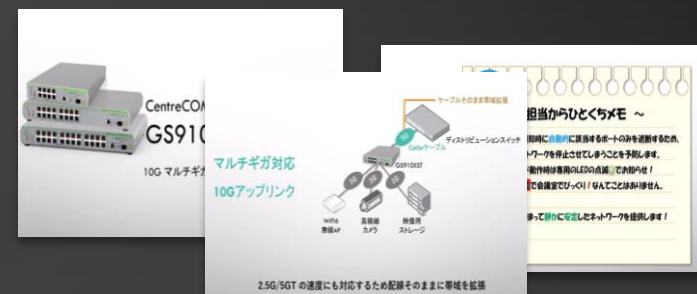 CentreCOM
GS910
10G マルチギガ
マルチギガ対応
10Gアップリンク
ケーブルそのまま帯域拡張
5G
Cat5eケーブル
ディストリビューションスイッチ
GS910XST
5G
5G
5G
Wifi6
無線AP
高精細
カメラ
映像用
ストレージ
2.5G/5GT の速度にも対応するため配線そのままに帯域を拡張
担当からひとくちメモ ～
知時に自動的に該当するポートのみを遮断するため、
トワークを停止させてしまうことを予防します。
動作時は専用のLEDの点滅でお知らせ！
で会議室でびっくり！なんてことはありません。
まって静かに安定したネットワークを提供します！